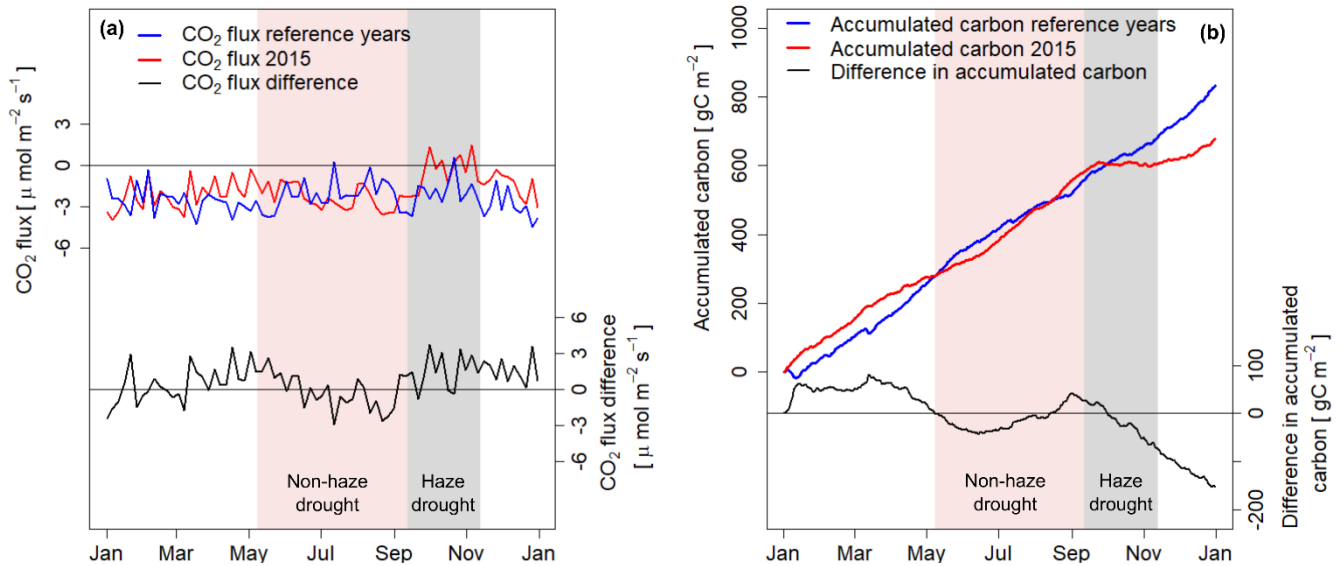 (a)
CO₂ flux reference years
CO₂ flux 2015
CO₂ flux difference
CO₂ flux [ μ mol m⁻² s⁻¹ ]
3
0
-3
-6
6
3
0
-3
-6
CO₂ flux difference
[ μ mol m⁻² s⁻¹ ]
Non-haze
drought
Haze
drought
Jan Mar May Jul Sep Nov Jan
(b)
Accumulated carbon reference years
Accumulated carbon 2015
Difference in accumulated carbon
Accumulated carbon [ gC m⁻² ]
1000
800
600
400
200
0
100
0
-200
Difference in accumulated
carbon [ gC m⁻² ]
Non-haze
drought
Haze
drought
Jan Mar May Jul Sep Nov Jan